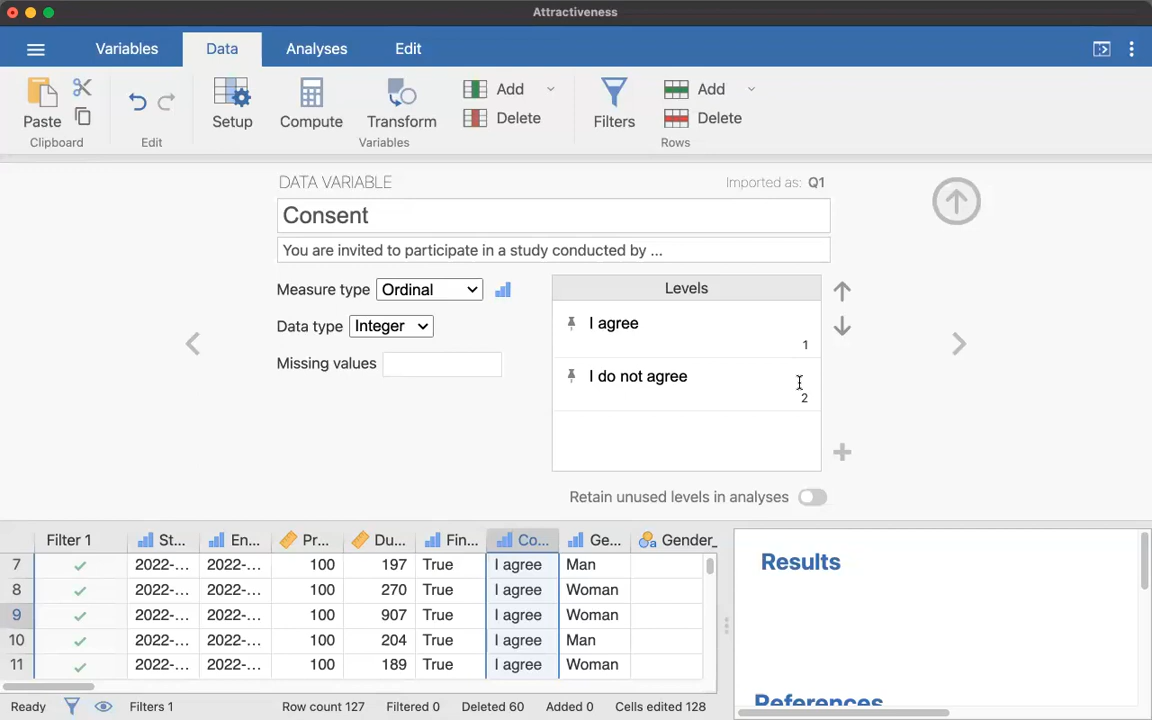 Attractiveness
Variables Data Analyses Edit
Paste Setup Compute Transform Add Delete Filters Add Delete
Clipboard Edit Variables Rows
DATA VARIABLE Imported as: Q1
Consent
You are invited to participate in a study conducted by ...
Measure type Ordinal
Data type Integer
Missing values
Levels
I agree
1
I do not agree
2
Retain unused levels in analyses
Filter 1 St... En... Pr... Du... Fin... Co... Ge... Gender_
7 2022-... 2022-... 100 197 True I agree Man
8 2022-... 2022-... 100 270 True I agree Woman
9 2022-... 2022-... 100 907 True I agree Woman
10 2022-... 2022-... 100 204 True I agree Man
11 2022-... 2022-... 100 189 True I agree Woman
Results
References
Ready Filters 1 Row count 127 Filtered 0 Deleted 60 Added 0 Cells edited 128